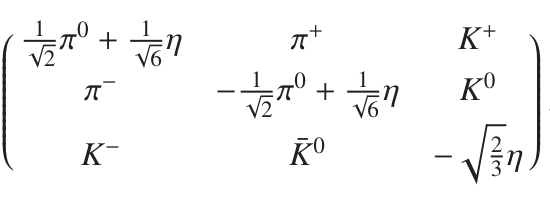 ( 1/√2 π⁰ + 1/√6 η   π⁺   K⁺
π⁻   −1/√2 π⁰ + 1/√6 η   K⁰
K⁻   K̄⁰   −√(2/3) η ) .